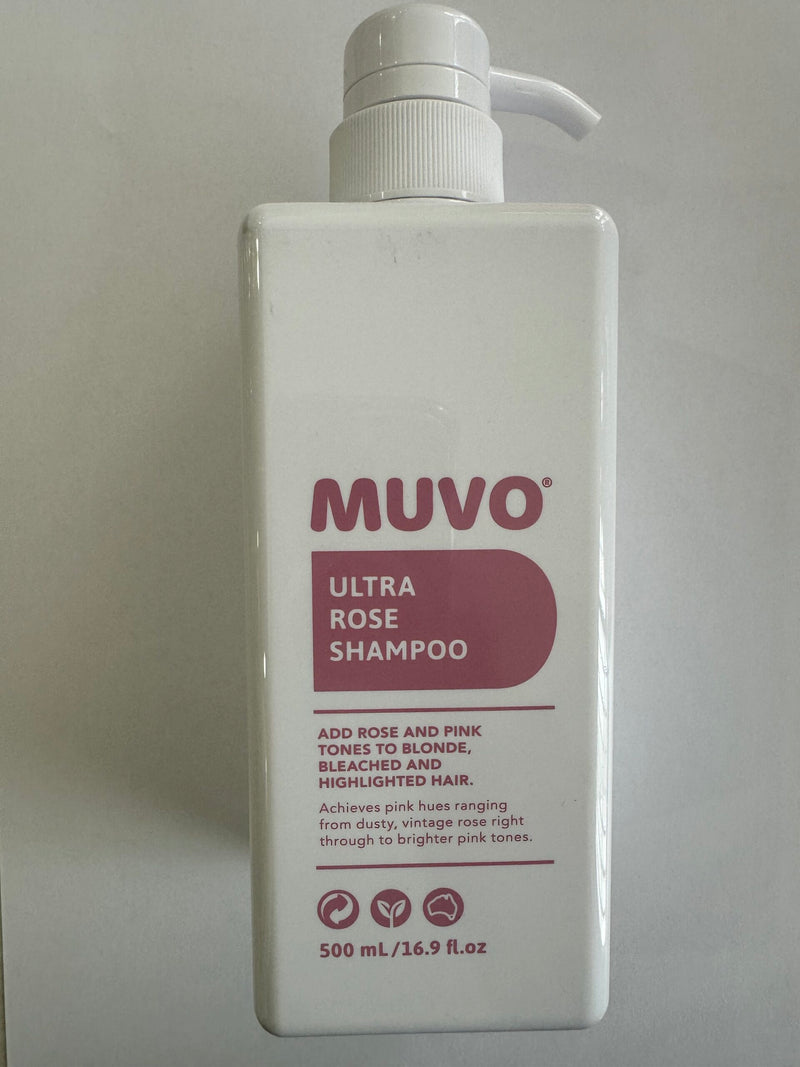 MUVO®
ULTRA
ROSE
SHAMPOO
ADD ROSE AND PINK
TONES TO BLONDE,
BLEACHED AND
HIGHLIGHTED HAIR.
Achieves pink hues ranging
from dusty, vintage rose right
through to brighter pink tones.
500 mL/16.9 fl.oz